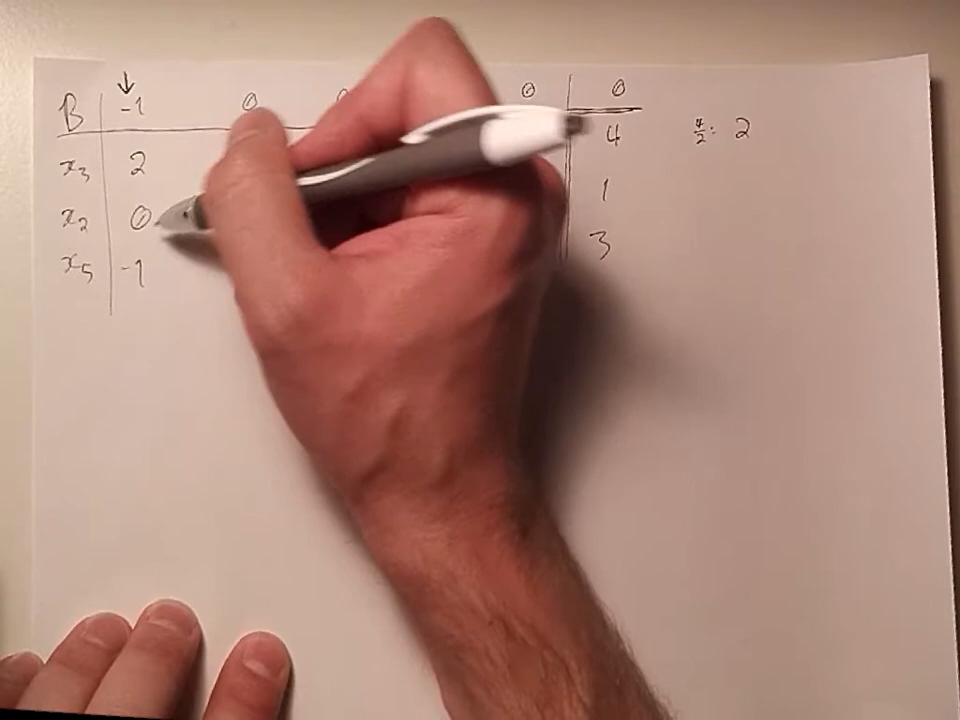 ↓
B -1 0 0 0 0
x₃ 2 4 4/2: 2
x₂ 0 1
x₅ -1 3